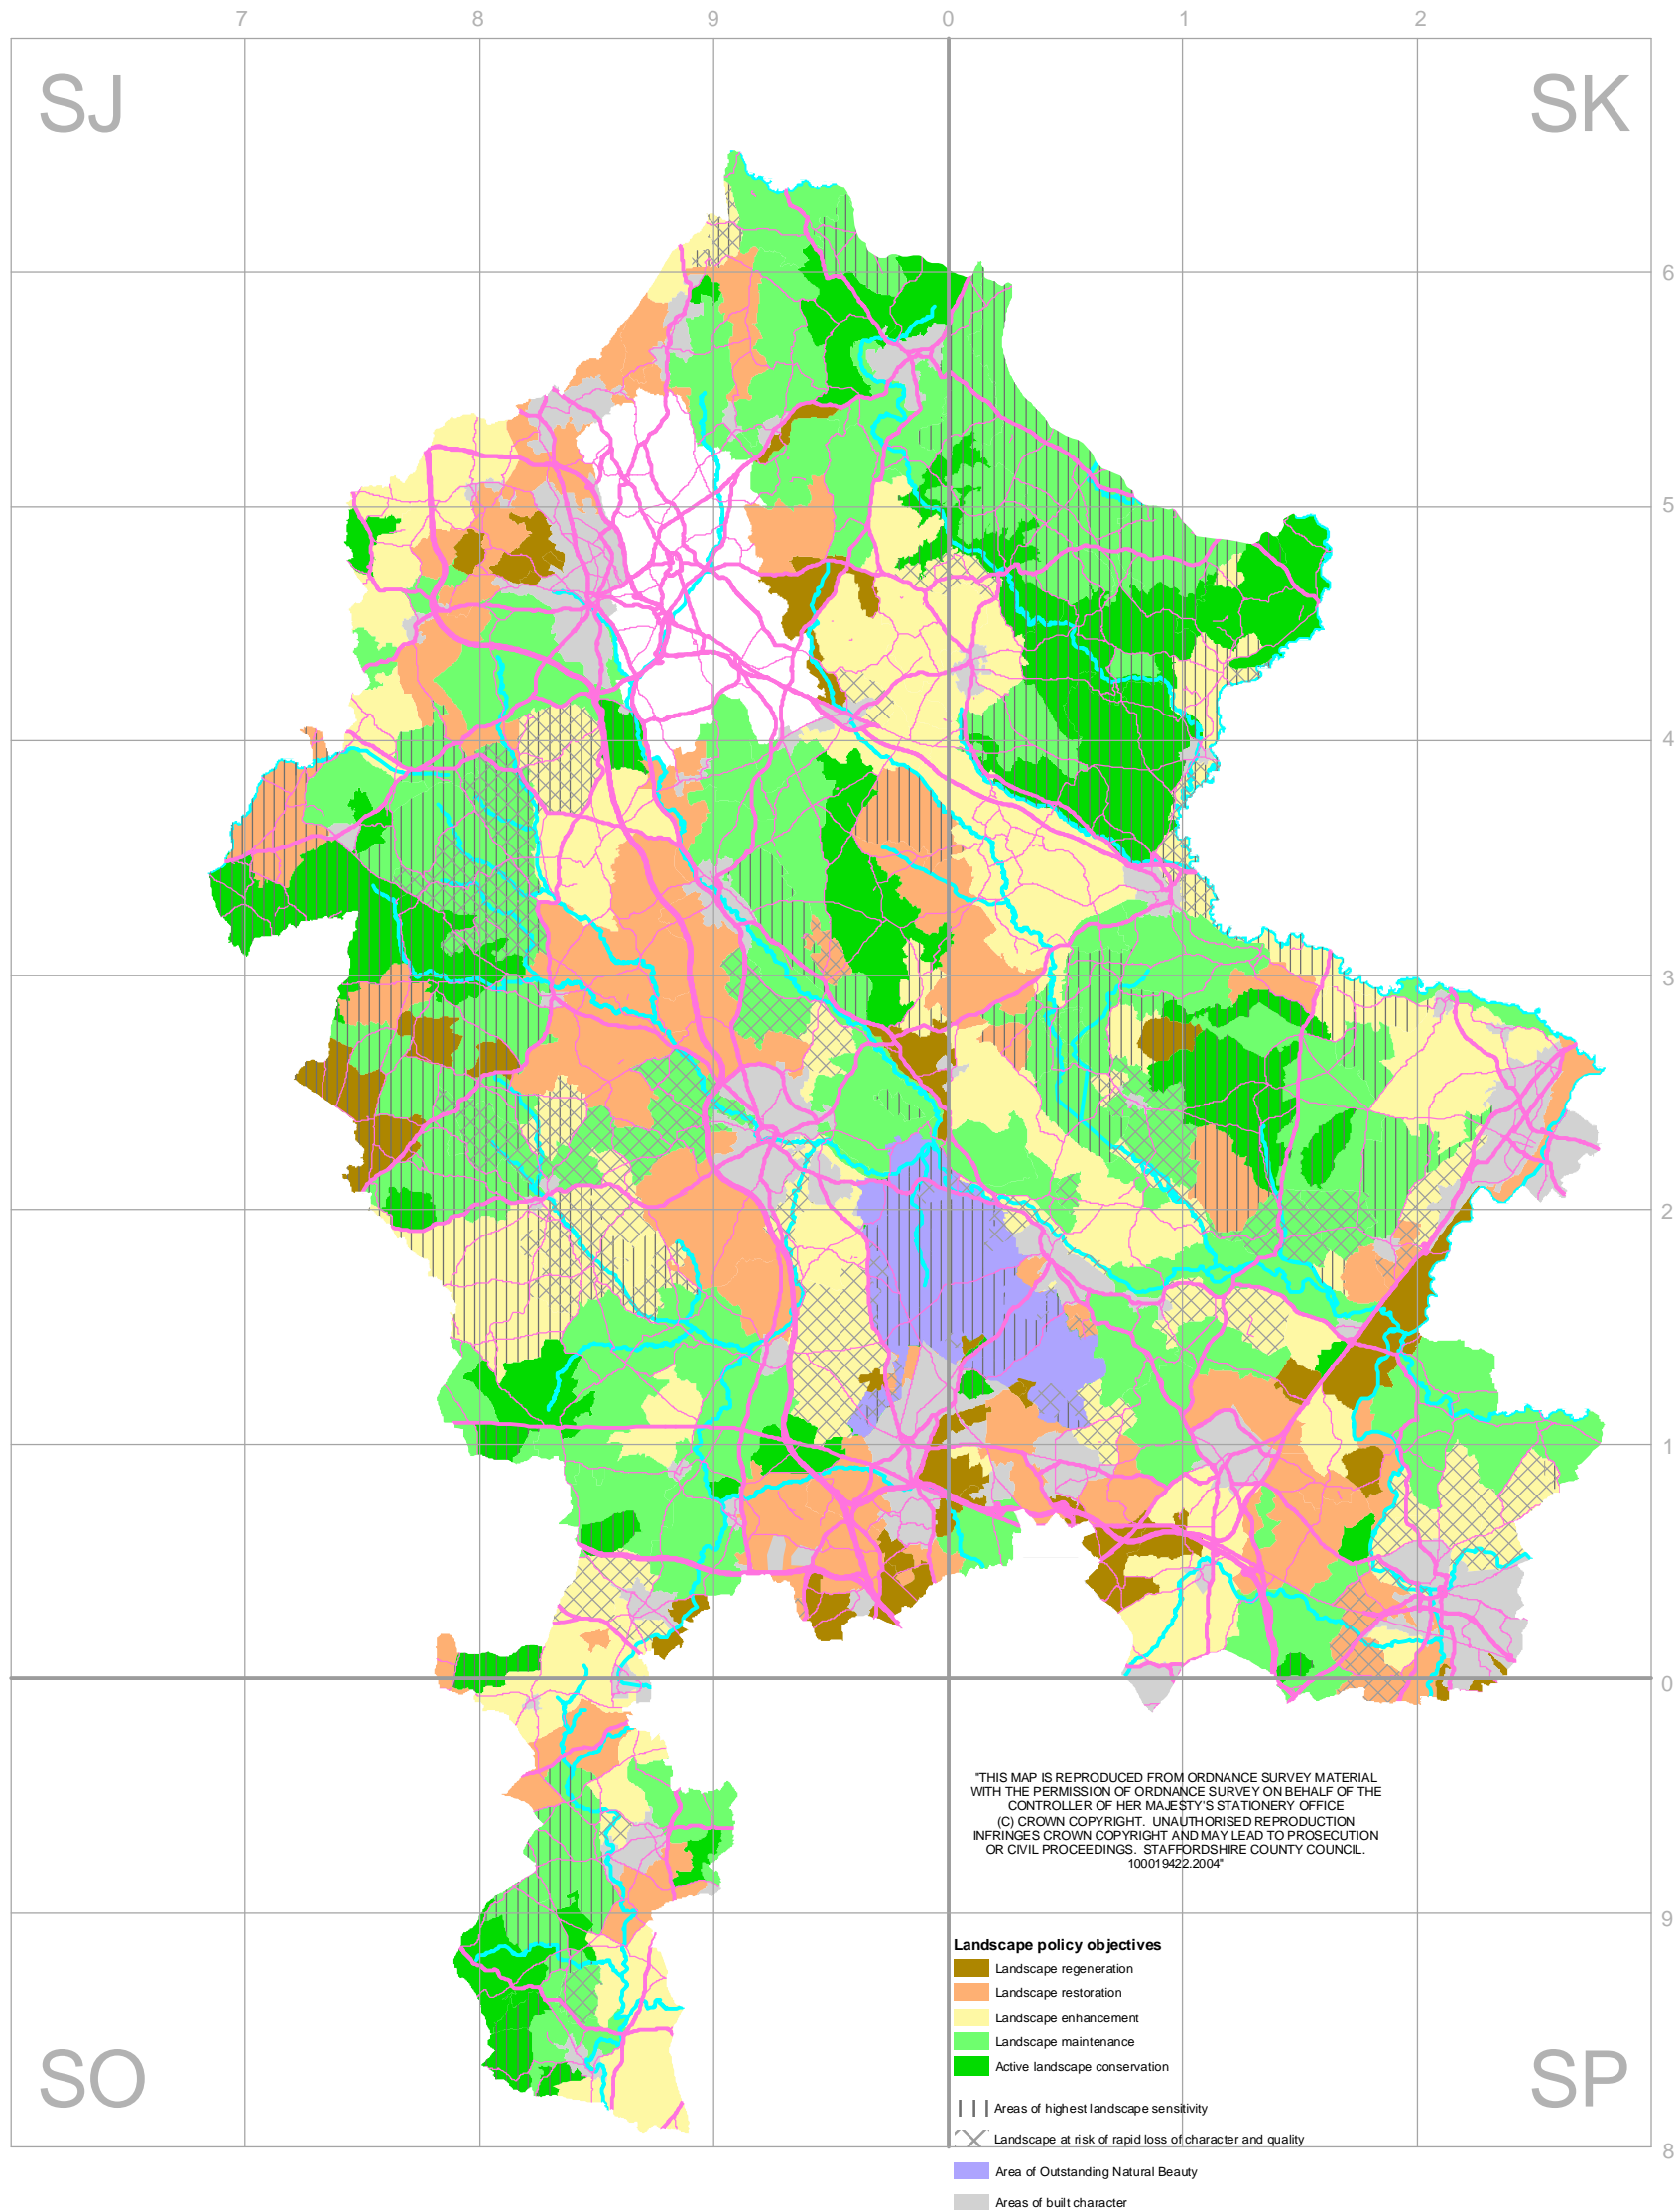 7 8 9 0 1 2
SJ SK
6
5
4
3
2
1
0
"THIS MAP IS REPRODUCED FROM ORDNANCE SURVEY MATERIAL
WITH THE PERMISSION OF ORDNANCE SURVEY ON BEHALF OF THE
CONTROLLER OF HER MAJESTY'S STATIONERY OFFICE
(C) CROWN COPYRIGHT. UNAUTHORISED REPRODUCTION
INFRINGES CROWN COPYRIGHT AND MAY LEAD TO PROSECUTION
OR CIVIL PROCEEDINGS. STAFFORDSHIRE COUNTY COUNCIL.
100019422.2004"
9
Landscape policy objectives
Landscape regeneration
Landscape restoration
Landscape enhancement
Landscape maintenance
Active landscape conservation
SO SP
Areas of highest landscape sensitivity
Landscape at risk of rapid loss of character and quality
8
Area of Outstanding Natural Beauty
Areas of built character